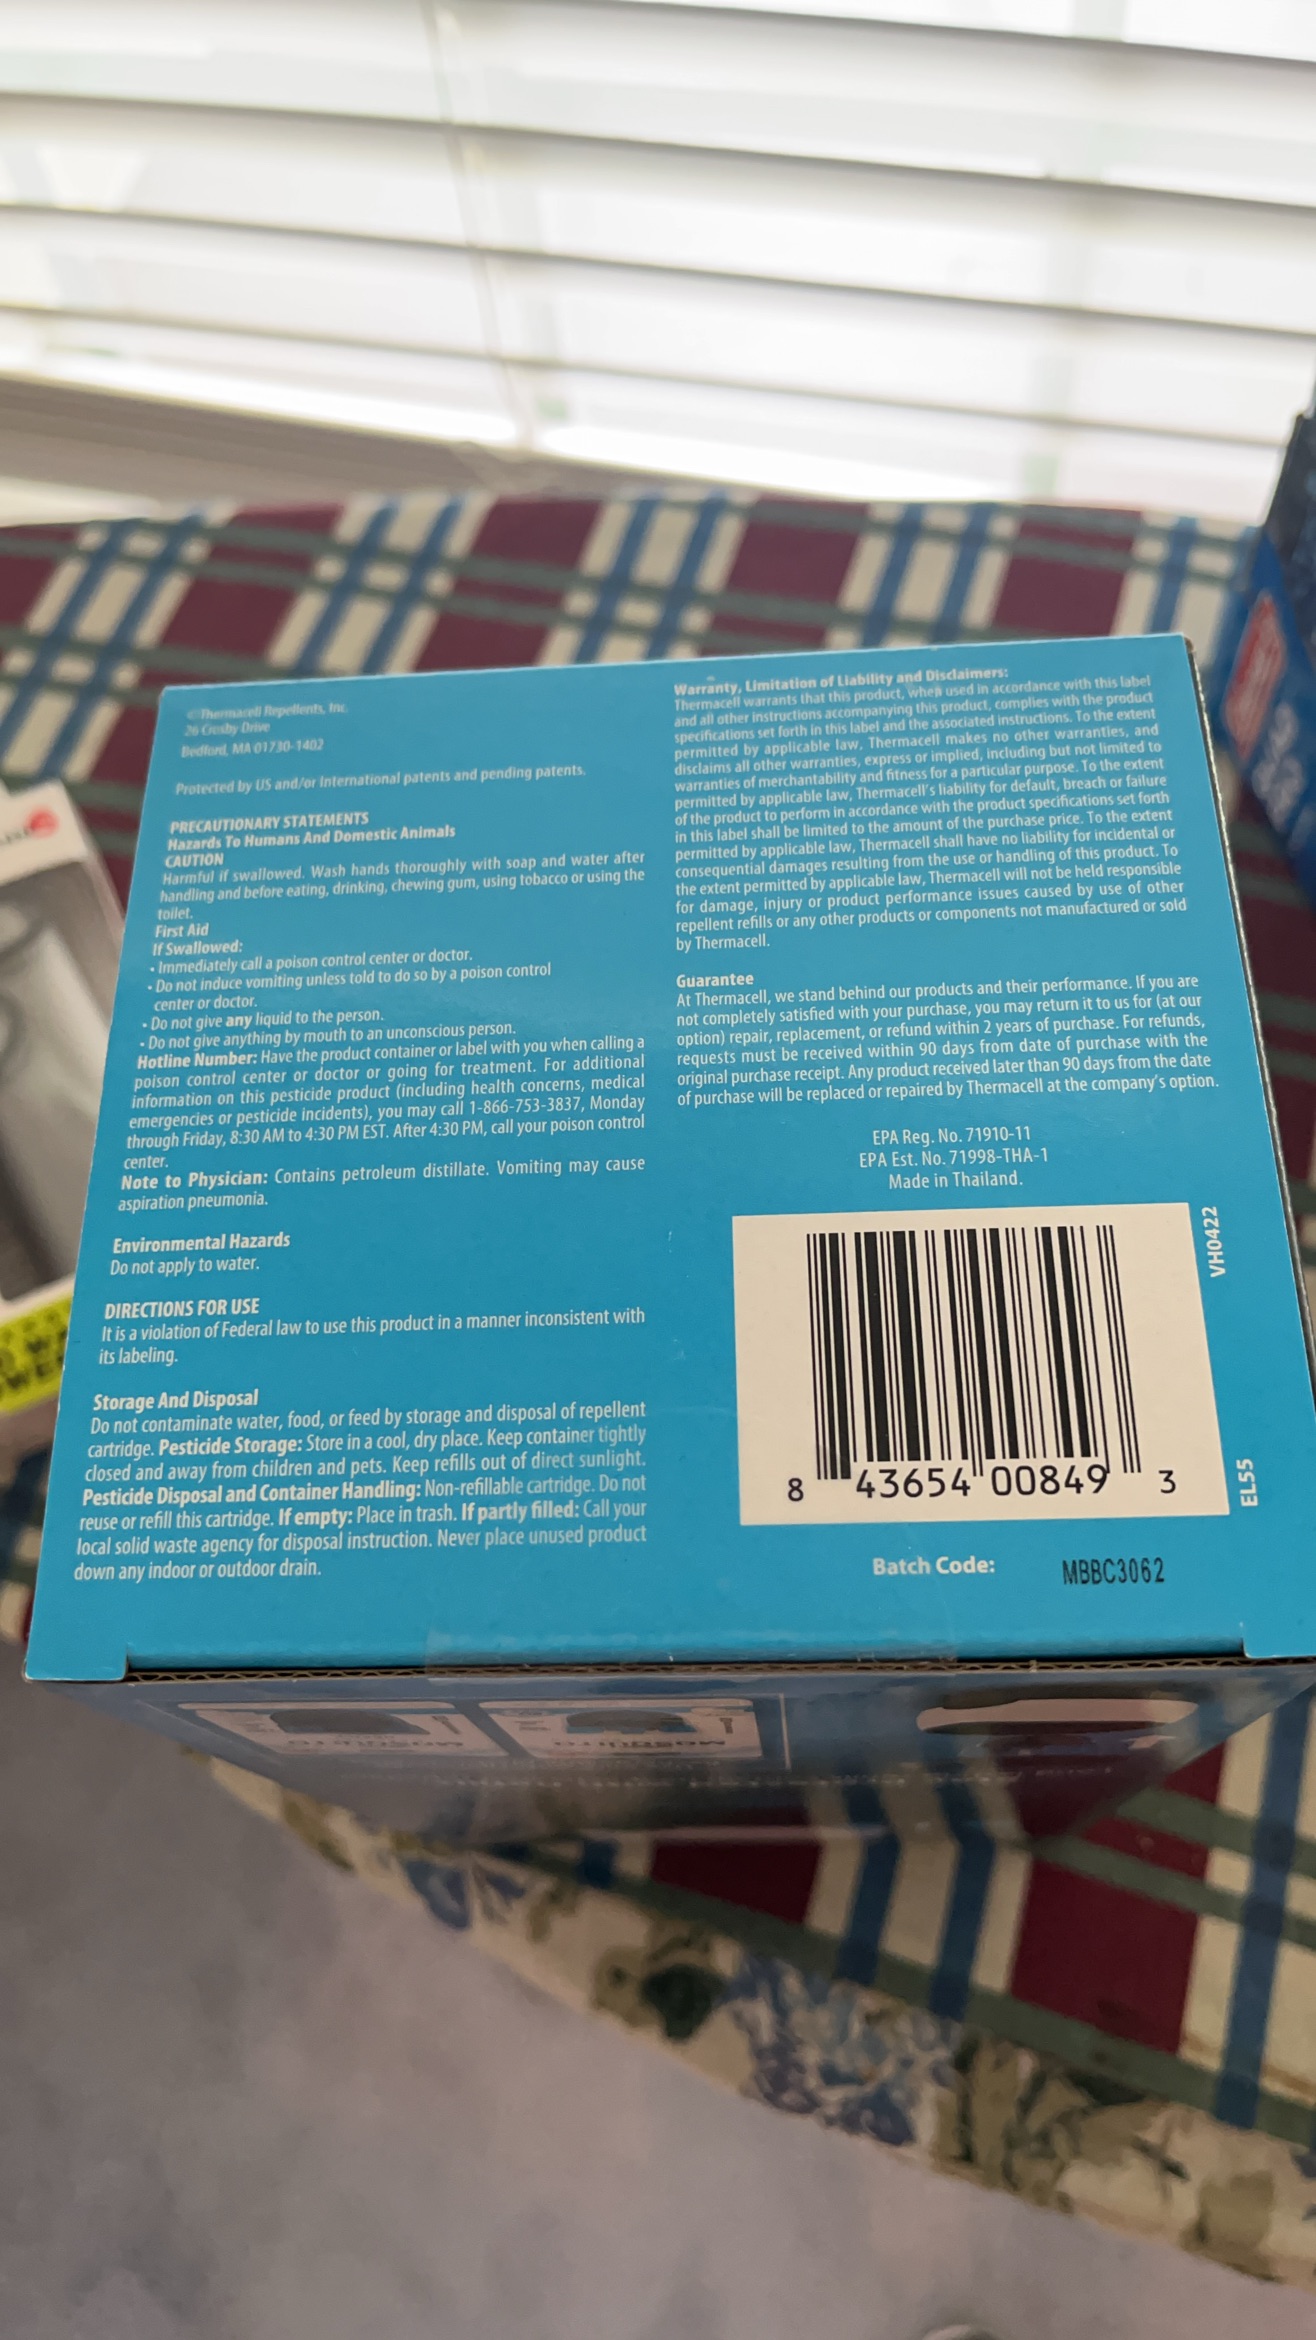 ©Thermacell Repellents, Inc.
26 Crosby Drive
Bedford, MA 01730-1402
Protected by US and/or International patents and pending patents.
PRECAUTIONARY STATEMENTS
Hazards To Humans And Domestic Animals
CAUTION
Harmful if swallowed. Wash hands thoroughly with soap and water after
handling and before eating, drinking, chewing gum, using tobacco or using the
toilet.
First Aid
If Swallowed:
• Immediately call a poison control center or doctor.
• Do not induce vomiting unless told to do so by a poison control
center or doctor.
• Do not give any liquid to the person.
• Do not give anything by mouth to an unconscious person.
Hotline Number: Have the product container or label with you when calling a
poison control center or doctor or going for treatment. For additional
information on this pesticide product (including health concerns, medical
emergencies or pesticide incidents), you may call 1-866-753-3837, Monday
through Friday, 8:30 AM to 4:30 PM EST. After 4:30 PM, call your poison control
center.
Note to Physician: Contains petroleum distillate. Vomiting may cause
aspiration pneumonia.
Environmental Hazards
Do not apply to water.
DIRECTIONS FOR USE
It is a violation of Federal law to use this product in a manner inconsistent with
its labeling.
Storage And Disposal
Do not contaminate water, food, or feed by storage and disposal of repellent
cartridge. Pesticide Storage: Store in a cool, dry place. Keep container tightly
closed and away from children and pets. Keep refills out of direct sunlight.
Pesticide Disposal and Container Handling: Non-refillable cartridge. Do not
reuse or refill this cartridge. If empty: Place in trash. If partly filled: Call your
local solid waste agency for disposal instruction. Never place unused product
down any indoor or outdoor drain.
Warranty, Limitation of Liability and Disclaimers:
Thermacell warrants that this product, when used in accordance with this label
and all other instructions accompanying this product, complies with the product
specifications set forth in this label and the associated instructions. To the extent
permitted by applicable law, Thermacell makes no other warranties, and
disclaims all other warranties, express or implied, including but not limited to
warranties of merchantability and fitness for a particular purpose. To the extent
permitted by applicable law, Thermacell's liability for default, breach or failure
of the product to perform in accordance with the product specifications set forth
in this label shall be limited to the amount of the purchase price. To the extent
permitted by applicable law, Thermacell shall have no liability for incidental or
consequential damages resulting from the use or handling of this product. To
the extent permitted by applicable law, Thermacell will not be held responsible
for damage, injury or product performance issues caused by use of other
repellent refills or any other products or components not manufactured or sold
by Thermacell.
Guarantee
At Thermacell, we stand behind our products and their performance. If you are
not completely satisfied with your purchase, you may return it to us for (at our
option) repair, replacement, or refund within 2 years of purchase. For refunds,
requests must be received within 90 days from date of purchase with the
original purchase receipt. Any product received later than 90 days from the date
of purchase will be replaced or repaired by Thermacell at the company's option.
EPA Reg. No. 71910-11
EPA Est. No. 71998-THA-1
Made in Thailand.
VH0422
8 43654 00849 3
EL55
Batch Code: MBBC3062